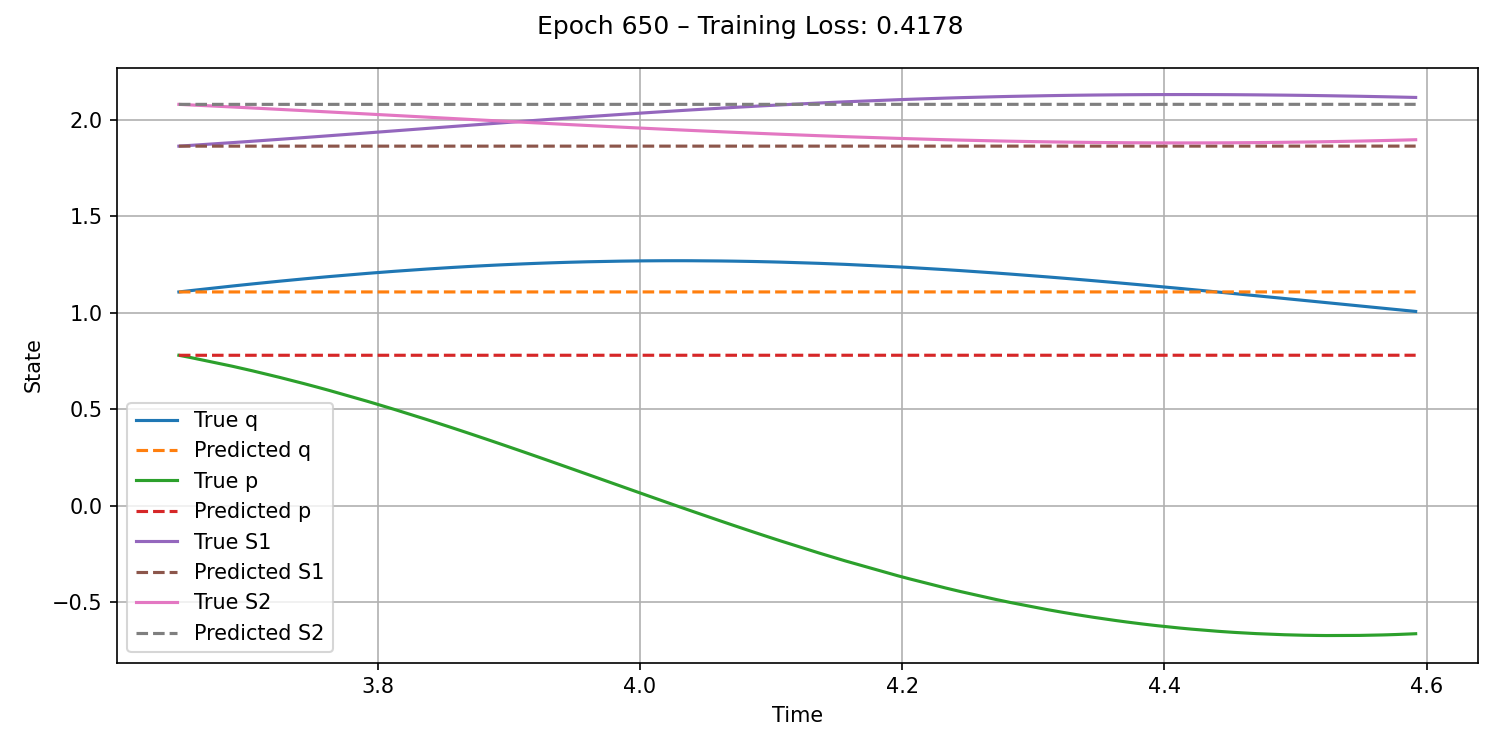 Epoch 650 – Training Loss: 0.4178
State
2.0
1.5
1.0
0.5
0.0
−0.5
True q
Predicted q
True p
Predicted p
True S1
Predicted S1
True S2
Predicted S2
3.8 4.0 4.2 4.4 4.6
Time